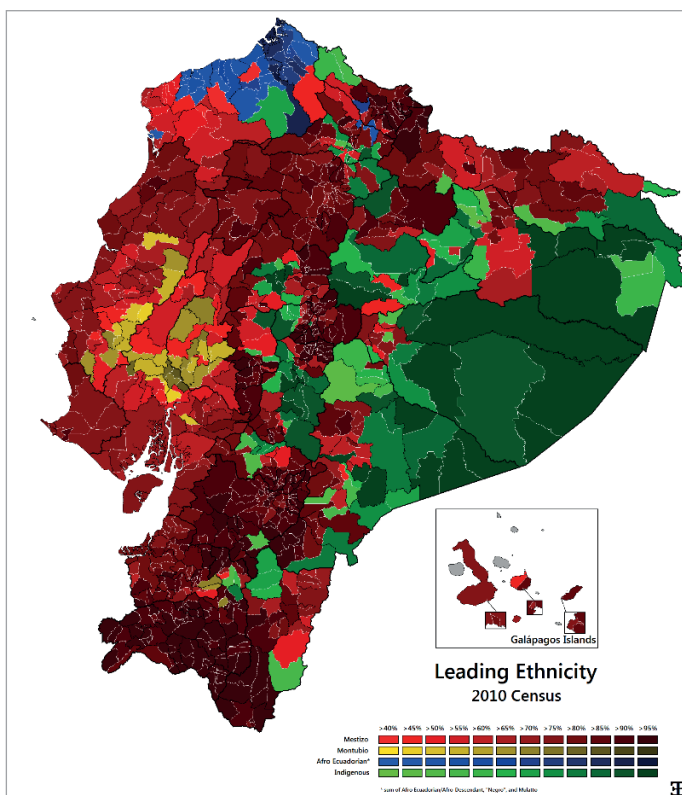 Galápagos Islands
Leading Ethnicity
2010 Census
>40% >45% >50% >55% >60% >65% >70% >75% >80% >85% >90% >95%
Mestizo
Montubio
Afro Ecuadorian*
Indigenous
* sum of Afro Ecuadorian/Afro Descendant, "Negro", and Mulatto